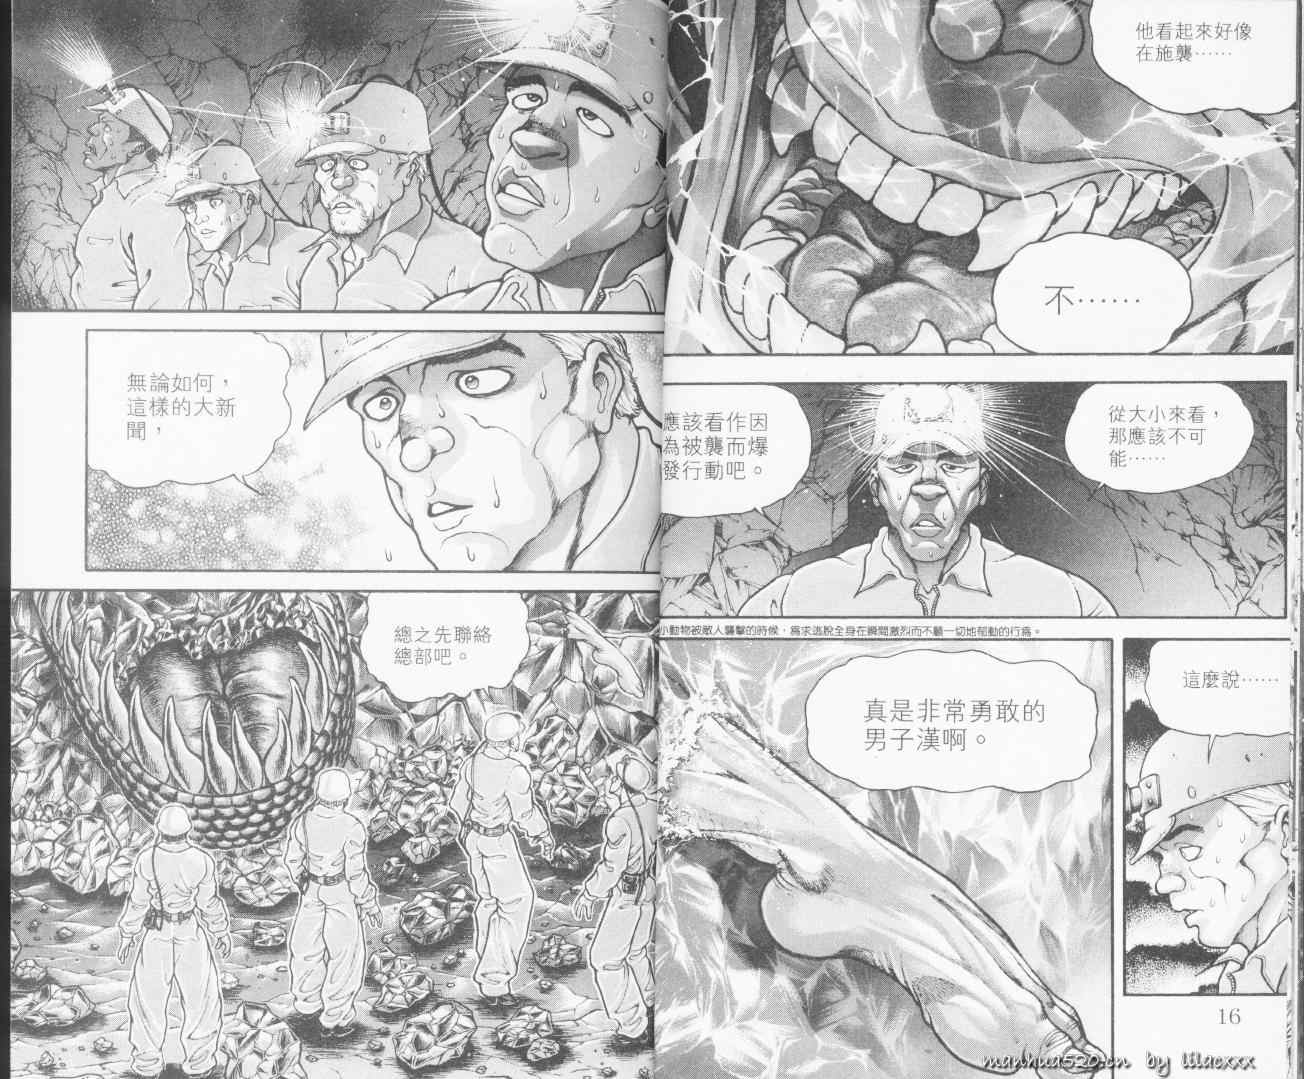 他看起來好像
在施襲……
不……
從大小來看，
那應該不可
能……
應該看作因
為被襲而爆
發行動吧。
小動物被敵人襲擊的時候，為求逃脫全身在瞬間激烈而不顧一切地郁動的行為。
這麼說……
真是非常勇敢的
男子漢啊。
16
無論如何，
這樣的大新
聞，
總之先聯絡
總部吧。
manhua520.cn by lilacxxx